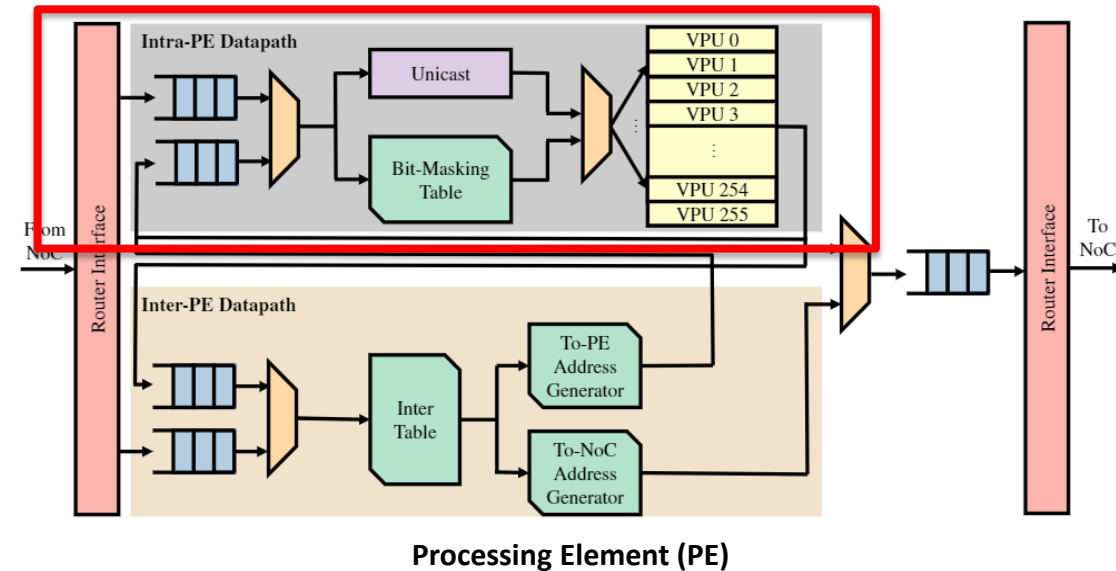 Intra-PE Datapath
Unicast
Bit-Masking
Table
VPU 0
VPU 1
VPU 2
VPU 3
⋮
⋮
VPU 254
VPU 255
From
NoC
Router Interface
Inter-PE Datapath
Inter
Table
To-PE
Address
Generator
To-NoC
Address
Generator
Router Interface
To
NoC
Processing Element (PE)